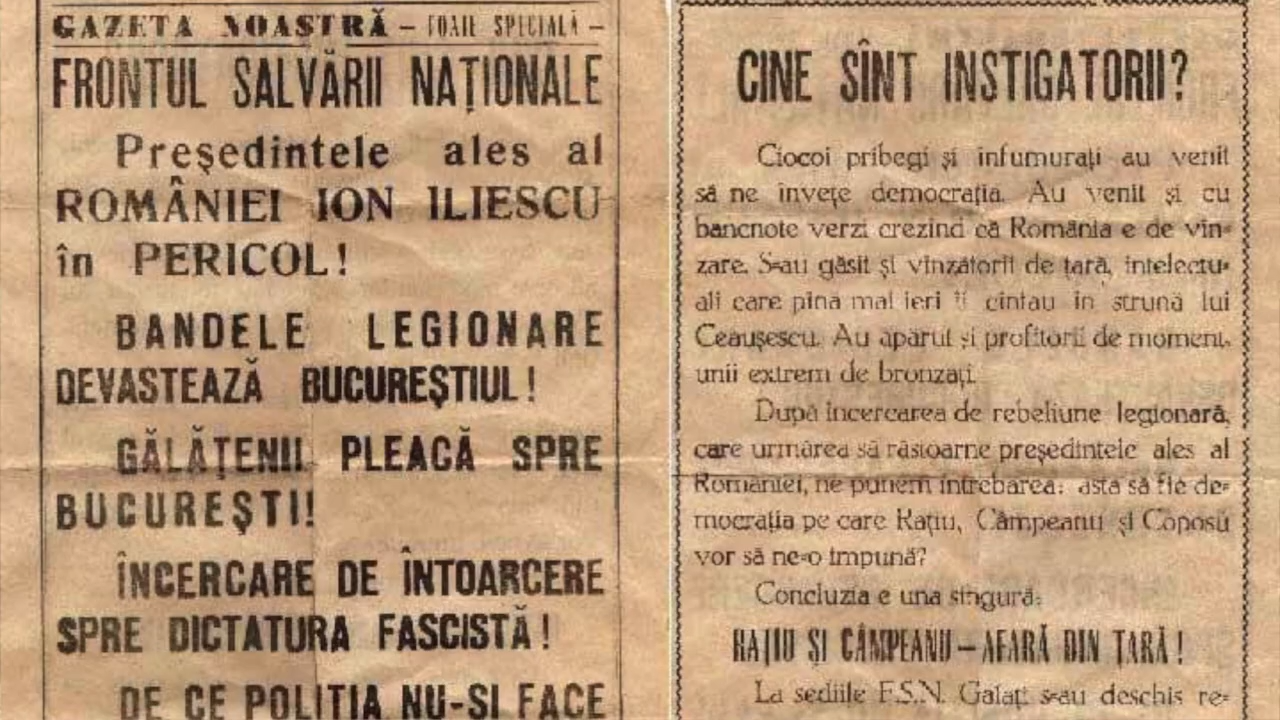 GAZETA NOASTRĂ – FOAIE SPECIALĂ –
FRONTUL SALVĂRII NAȚIONALE
Președintele ales al
ROMÂNIEI ION ILIESCU
în PERICOL!
BANDELE LEGIONARE
DEVASTEAZĂ BUCUREȘTIUL!
GĂLĂȚENII PLEACĂ SPRE
BUCUREȘTI!
ÎNCERCARE DE ÎNTOARCERE
SPRE DICTATURA FASCISTĂ!
DE CE POLIȚIA NU-ȘI FACE
CINE SÎNT INSTIGATORII?
Ciocoi pribegi și infumurați au venit
să ne învețe democrația. Au venit și cu
bancnote verzi crezind că România e de vîn-
zare. S-au găsit și vînzătorii de țară, intelectu-
ali care pînă mai ieri îi cîntau în strună lui
Ceaușescu. Au apărut și profitorii de moment,
unii extrem de bronzați.
După încercarea de rebeliune legionară,
care urmărea să răstoarne președintele ales al
României, ne punem întrebarea: asta să fie de-
mocrația pe care Rațiu, Câmpeanu și Coposu
vor să ne-o impună?
Concluzia e una singură:
RAȚIU ȘI CÂMPEANU – AFARĂ DIN ȚARĂ!
La sediile F.S.N. Galați s-au deschis re-